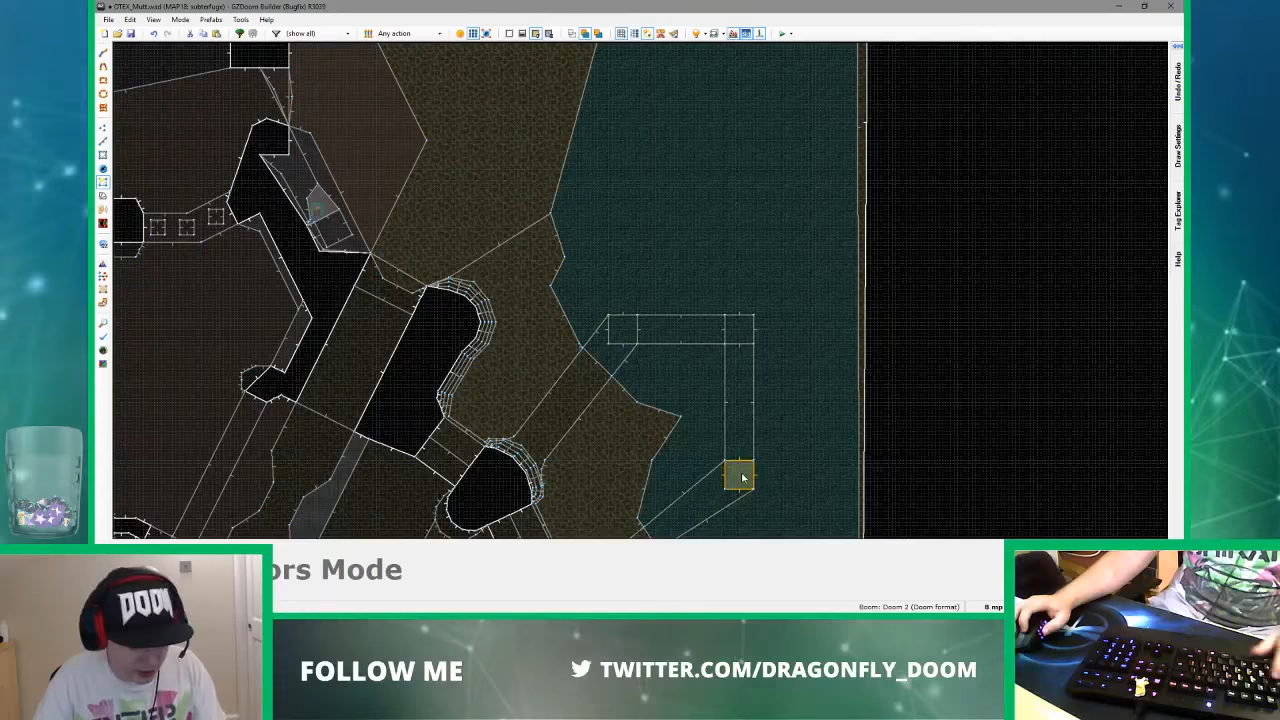 OTEX_Mutt.wad (MAP18: subterfuge) - GZDoom Builder (Bugfix) R3039
File Edit View Mode Prefabs Tools Help
(show all) Any action
Undo / Redo
Draw Settings
Tag Explorer
Help
ors Mode
Boom: Doom 2 (Doom format) 8 mp
DOOM
FOLLOW ME TWITTER.COM/DRAGONFLY_DOOM